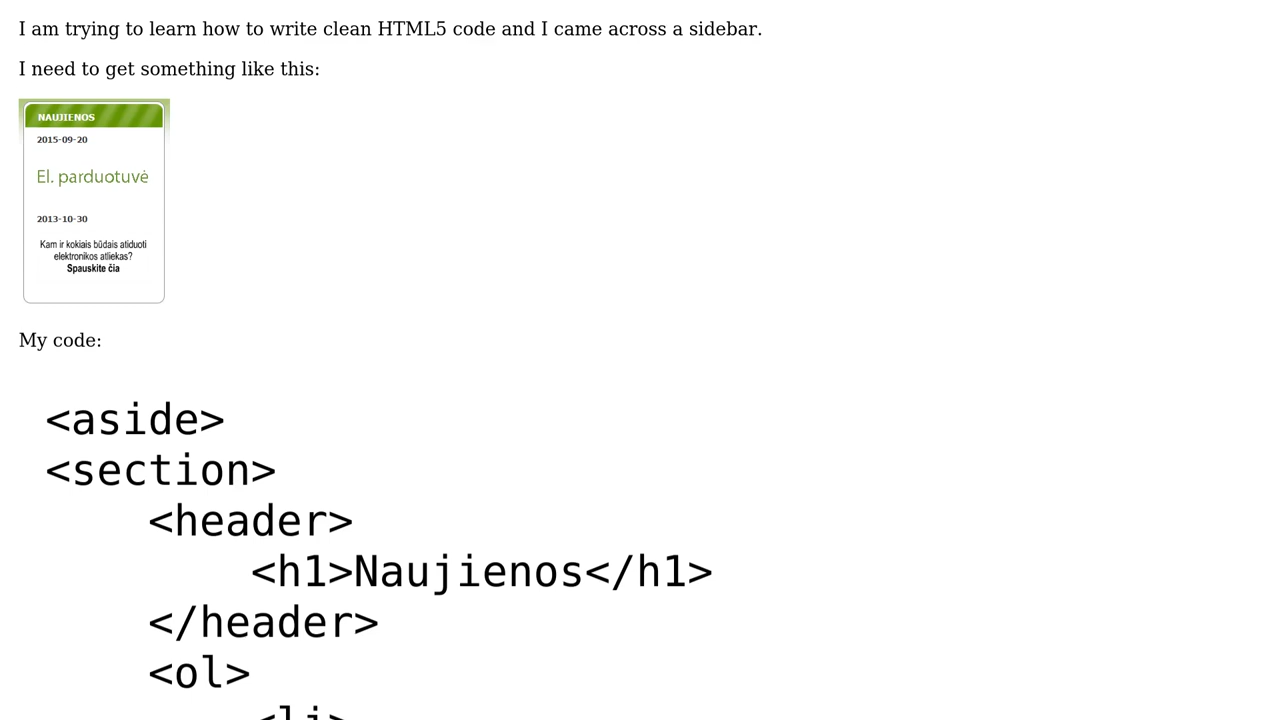 I am trying to learn how to write clean HTML5 code and I came across a sidebar.
I need to get something like this:
NAUJIENOS
2015-09-20
El. parduotuvė
2013-10-30
Kam ir kokiais būdais atiduoti
elektronikos atliekas?
Spauskite čia
My code:
<aside>
<section>
    <header>
        <h1>Naujienos</h1>
    </header>
    <ol>
        <li>